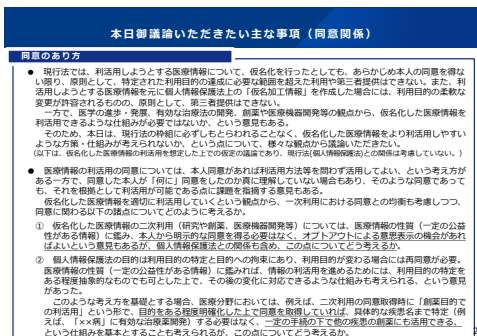 本日御議論いただきたい主な事項（同意関係）
同意のあり方
● 現行法では、利活用しようとする医療情報について、仮名化を行ったとしても、あらかじめ本人の同意を得な
い限り、原則として、特定された利用目的の達成に必要な範囲を超えた利用や第三者提供はできない。また、利
活用しようとする医療情報を元に個人情報保護法上の「仮名加工情報」を作成した場合には、利用目的の柔軟な
変更が許容されるものの、原則として、第三者提供はできない。
一方で、医学の進歩・発展、有効な治療法の開発、創薬や医療機器開発等の観点から、仮名化した医療情報を
利活用できるような仕組みが必要ではないか、という意見もある。
そのため、本日は、現行法の枠組に必ずしもとらわれることなく、仮名化した医療情報をより利活用しやすい
ような方策・仕組みが考えられないか、という点について、様々な観点から議論いただきたい。
（以下は、仮名化した医療情報の利活用を想定した上での仮定の議論であり、現行法(個人情報保護法)との関係は考慮していない。）
● 医療情報の利活用の同意については、本人同意があれば利活用方法等を問わず活用してよい、という考え方が
ある一方で、同意した本人が「何に」同意をしたのか真に理解していない場合もあり、そのような同意であって
も、それを根拠として利活用が可能である点に課題を指摘する意見もある。
仮名化した医療情報を適切に利活用していくという観点から、一次利用における同意との均衡も考慮しつつ、
同意に関わる以下の諸点についてどのように考えるか。
① 仮名化した医療情報の二次利用（研究や創薬、医療機器開発等）については、医療情報の性質（一定の公益
性がある情報）に鑑み、本人から明示的な同意を得る必要はなく、オプトアウトによる意思表示の機会があれ
ばよいという意見もあるが、個人情報保護法との関係も含め、この点についてどう考えるか。
② 個人情報保護法の目的は利用目的の特定と目的への拘束にあり、利用目的が変わる場合には再同意が必要。
医療情報の性質（一定の公益性がある情報）に鑑みれば、情報の利活用を進めるためには、利用目的の特定を
ある程度抽象的なものでも可とした上で、その後の変化に対応できるような仕組みも考えられる、という意見
があった。
このような考え方を基礎とする場合、医療分野においては、例えば、二次利用の同意取得時に「創薬目的で
の利活用」という形で、目的をある程度明確化した上で同意を取得していれば、具体的な疾患名まで特定（例
えば、「××病」に有効な治療薬開発）する必要はなく、一定の手続の下で他の疾患の創薬にも活用できる、
という仕組みを基本とすることも考えられるが、この点についてどう考えるか。
2